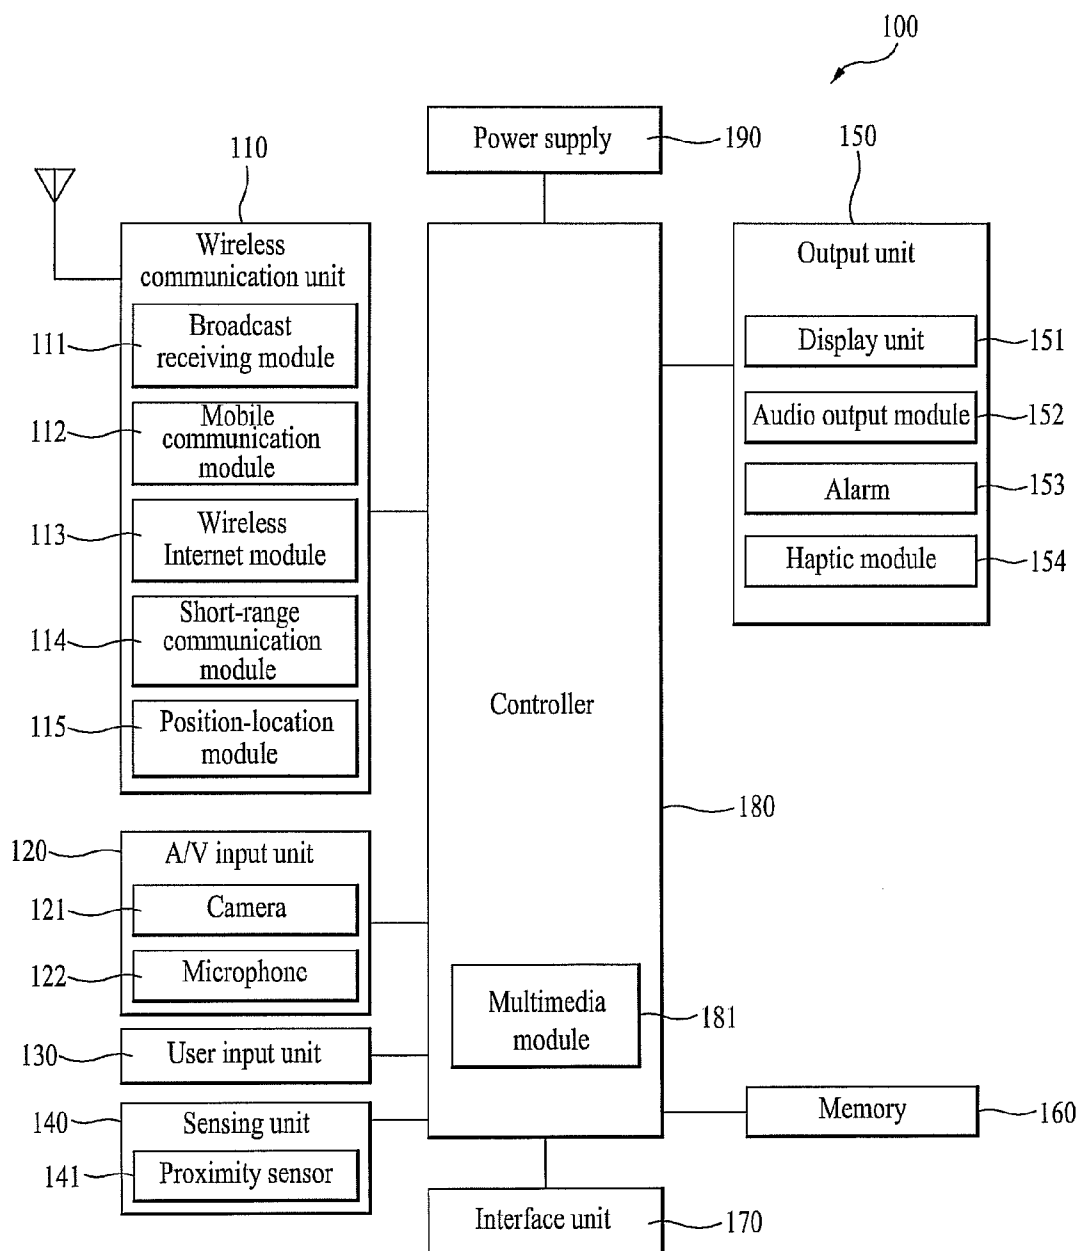 100
Power supply
190
110
150
Wireless
communication unit
Output unit
111
Broadcast
receiving module
Display unit
151
112
Mobile
communication
module
Audio output module
152
113
Wireless
Internet module
Alarm
153
Haptic module
154
114
Short-range
communication
module
115
Position-location
module
Controller
180
120
A/V input unit
121
Camera
122
Microphone
Multimedia
module
181
130
User input unit
140
Sensing unit
141
Proximity sensor
Memory
160
Interface unit
170